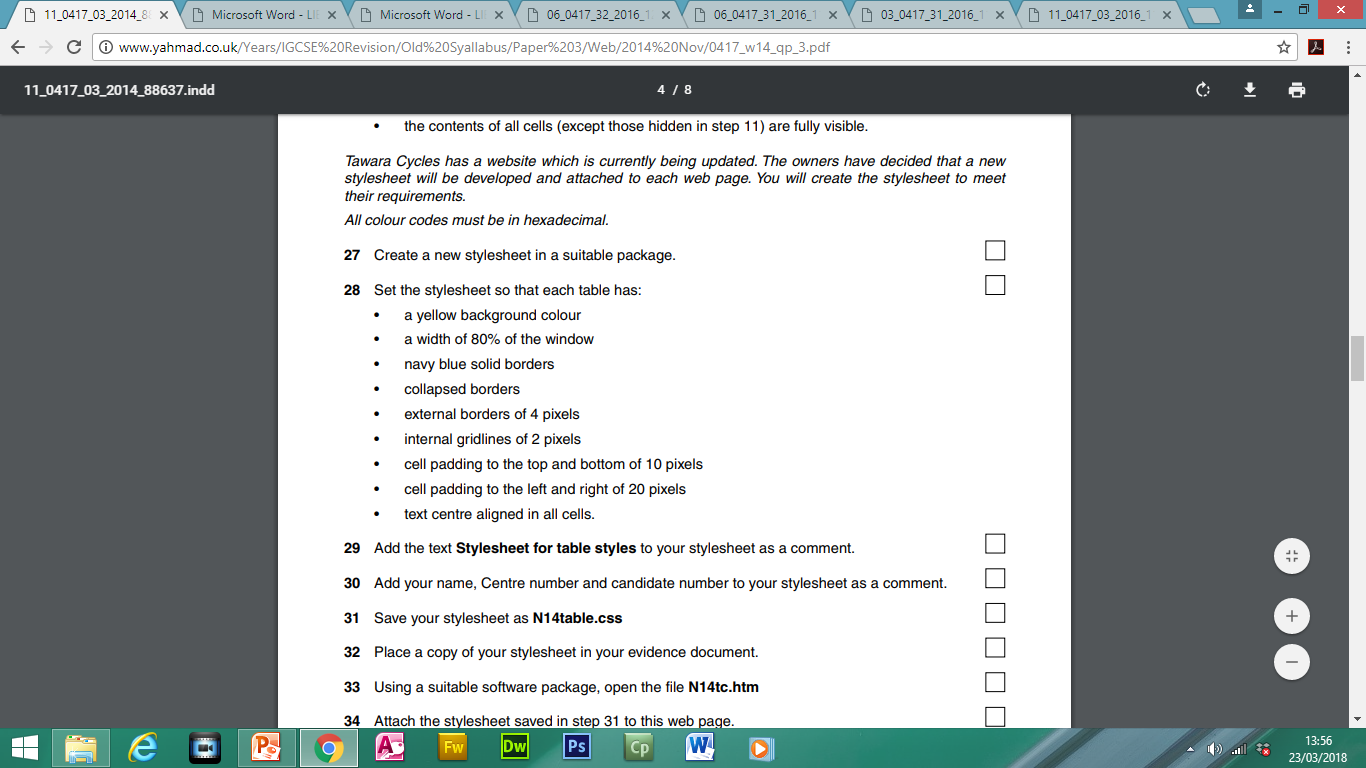 11_0417_03_2014_8
Microsoft Word - LI
Microsoft Word - LI
06_0417_32_2016_1
06_0417_31_2016_1
03_0417_31_2016_1
11_0417_03_2016_1
www.yahmad.co.uk/Years/IGCSE%20Revision/Old%20Syallabus/Paper%203/Web/2014%20Nov/0417_w14_qp_3.pdf
11_0417_03_2014_88637.indd
4 / 8
• the contents of all cells (except those hidden in step 11) are fully visible.
Tawara Cycles has a website which is currently being updated. The owners have decided that a new
stylesheet will be developed and attached to each web page. You will create the stylesheet to meet
their requirements.
All colour codes must be in hexadecimal.
27 Create a new stylesheet in a suitable package.
28 Set the stylesheet so that each table has:
• a yellow background colour
• a width of 80% of the window
• navy blue solid borders
• collapsed borders
• external borders of 4 pixels
• internal gridlines of 2 pixels
• cell padding to the top and bottom of 10 pixels
• cell padding to the left and right of 20 pixels
• text centre aligned in all cells.
29 Add the text Stylesheet for table styles to your stylesheet as a comment.
30 Add your name, Centre number and candidate number to your stylesheet as a comment.
31 Save your stylesheet as N14table.css
32 Place a copy of your stylesheet in your evidence document.
33 Using a suitable software package, open the file N14tc.htm
34 Attach the stylesheet saved in step 31 to this web page.
Fw
Dw
Ps
Cp
13:56
23/03/2018